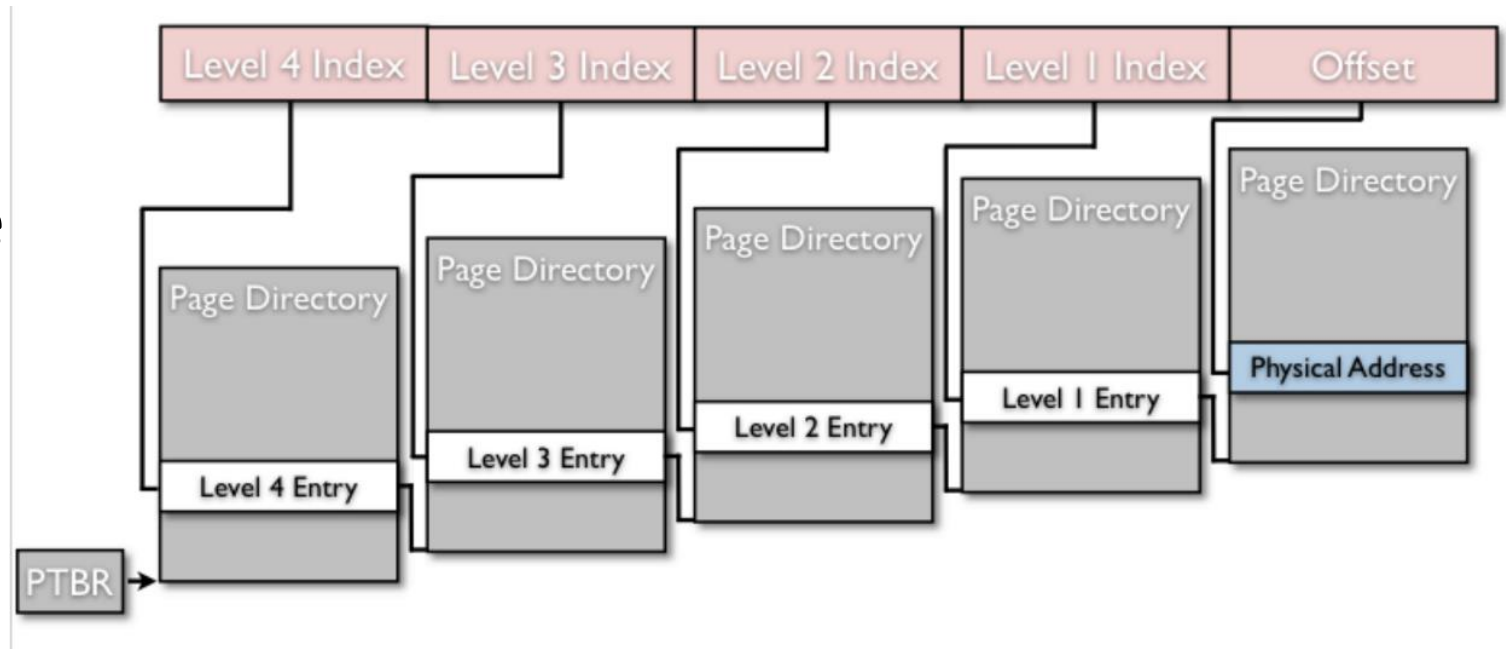 Level 4 Index Level 3 Index Level 2 Index Level 1 Index Offset
Page Directory
Page Directory
Page Directory
Page Directory
Page Directory
Physical Address
Level 1 Entry
Level 2 Entry
Level 3 Entry
Level 4 Entry
PTBR